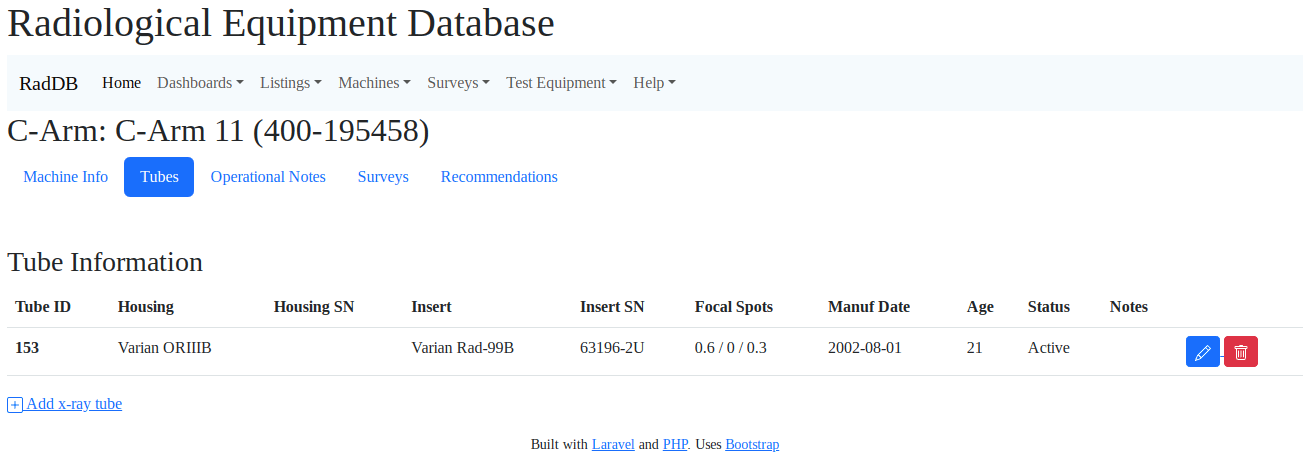 Radiological Equipment Database
RadDB Home Dashboards Listings Machines Surveys Test Equipment Help
C-Arm: C-Arm 11 (400-195458)
Machine Info Tubes Operational Notes Surveys Recommendations
Tube Information
Tube ID Housing Housing SN Insert Insert SN Focal Spots Manuf Date Age Status Notes
153 Varian ORIIIB Varian Rad-99B 63196-2U 0.6 / 0 / 0.3 2002-08-01 21 Active
Add x-ray tube
Built with Laravel and PHP. Uses Bootstrap